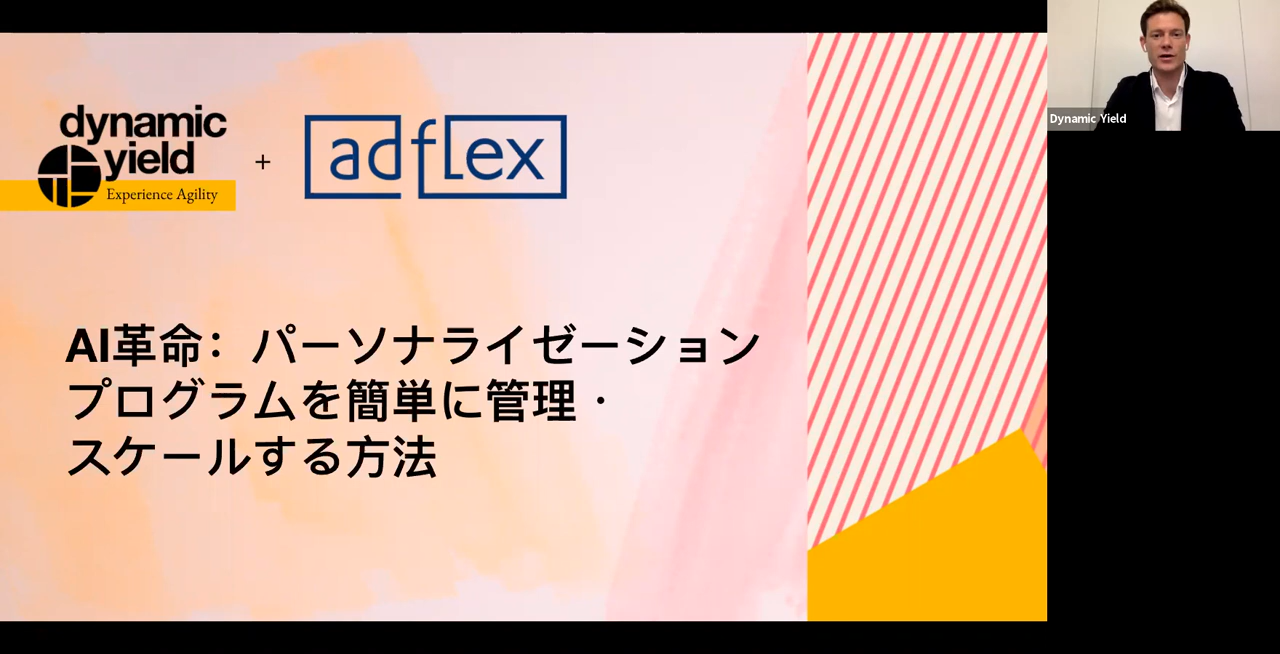 dynamic
yield
Experience Agility
+
adflex
AI革命：パーソナライゼーション
プログラムを簡単に管理・
スケールする方法
Dynamic Yield